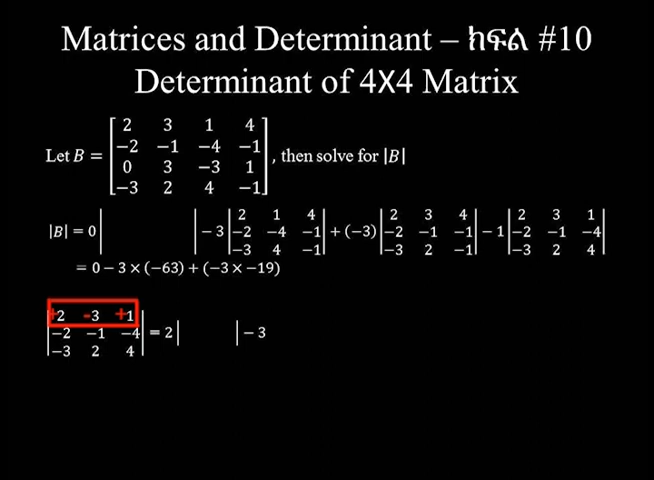 Matrices and Determinant – ክፍል #10
Determinant of 4X4 Matrix
Let B = [2 3 1 4
−2 −1 −4 −1
0 3 −3 1
−3 2 4 −1], then solve for |B|
|B| = 0| | − 3 |2 1 4| + (−3) |2 3 4| − 1 |2 3 1|
|−2 −4 −1| |−2 −1 −1| |−2 −1 −4|
|−3 4 −1| |−3 2 −1| |−3 2 4|
= 0 − 3 × (−63) + (−3 × −19)
+2 -3 +1
|−2 −1 −4| = 2| | − 3
|−3 2 4|